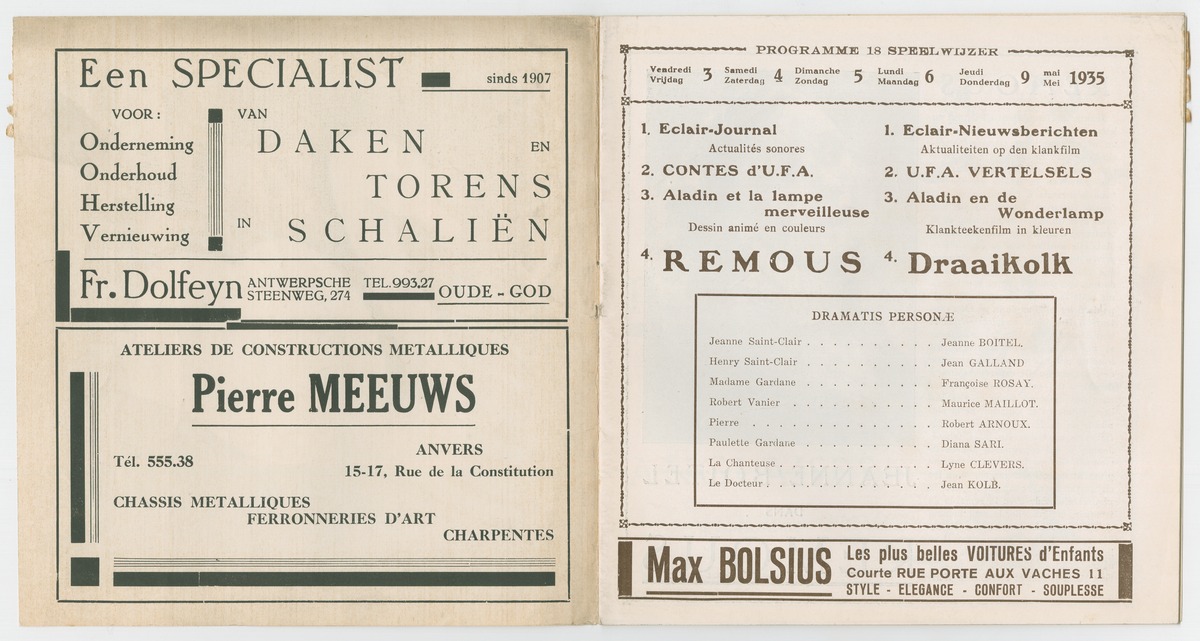 Een SPECIALIST sinds 1907
VOOR :
Onderneming
Onderhoud
Herstelling
Vernieuwing
VAN
DAKEN EN
TORENS
IN SCHALIËN
Fr. Dolfeyn ANTWERPSCHE STEENWEG, 274 TEL. 993,27 OUDE - GOD
ATELIERS DE CONSTRUCTIONS METALLIQUES
Pierre MEEUWS
ANVERS
Tél. 555.38
15-17, Rue de la Constitution
CHASSIS METALLIQUES
FERRONNERIES D'ART
CHARPENTES
PROGRAMME 18 SPEELWIJZER
Vendredi Vrijdag 3 Samedi Zaterdag 4 Dimanche Zondag 5 Lundi Maandag 6 Jeudi Donderdag 9 mai Mei 1935
1. Eclair-Journal
Actualités sonores
2. CONTES d'U.F.A.
3. Aladin et la lampe
merveilleuse
Dessin animé en couleurs
4. REMOUS
1. Eclair-Nieuwsberichten
Aktualiteiten op den klankfilm
2. U.F.A. VERTELSELS
3. Aladin en de
Wonderlamp
Klankteekenfilm in kleuren
4. Draaikolk
DRAMATIS PERSONÆ
Jeanne Saint-Clair . . . . . . . . . . Jeanne BOITEL.
Henry Saint-Clair . . . . . . . . . . Jean GALLAND
Madame Gardane . . . . . . . . . . Françoise ROSAY.
Robert Vanier . . . . . . . . . . . Maurice MAILLOT.
Pierre . . . . . . . . . . . . . Robert ARNOUX.
Paulette Gardane . . . . . . . . . . Diana SARI.
La Chanteuse . . . . . . . . . . . . Lyne CLEVERS.
Le Docteur . . . . . . . . . . . . . Jean KOLB.
Max BOLSIUS
Les plus belles VOITURES d'Enfants
Courte RUE PORTE AUX VACHES 11
STYLE - ELEGANCE - CONFORT - SOUPLESSE